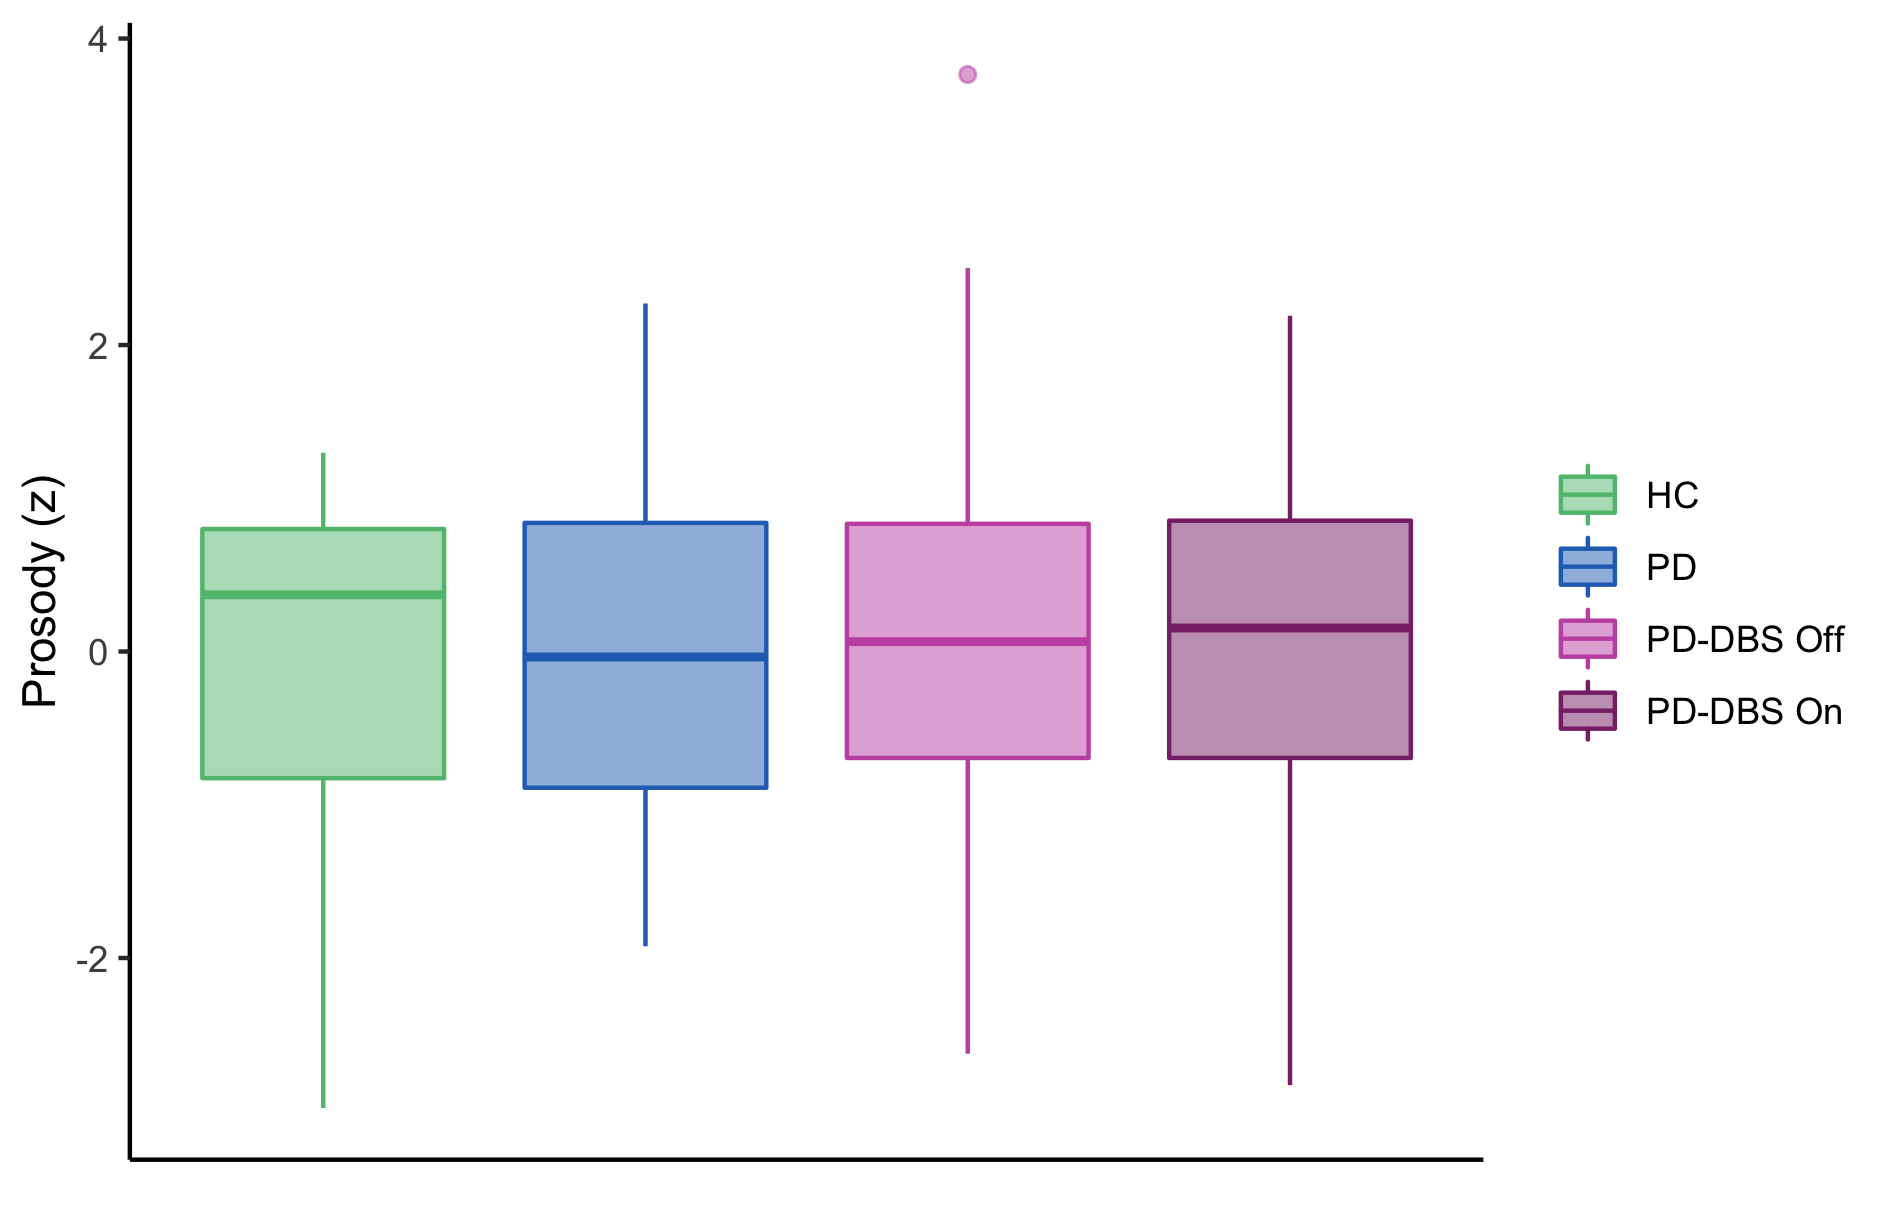 Prosody (z)
4
2
0
-2
HC
PD
PD-DBS Off
PD-DBS On